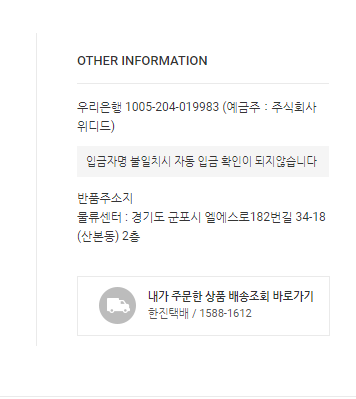 OTHER INFORMATION
우리은행 1005-204-019983 (예금주 : 주식회사
위디드)
입금자명 불일치시 자동 입금 확인이 되지않습니다
반품주소지
물류센터 : 경기도 군포시 엘에스로182번길 34-18
(산본동) 2층
내가 주문한 상품 배송조회 바로가기
한진택배 / 1588-1612